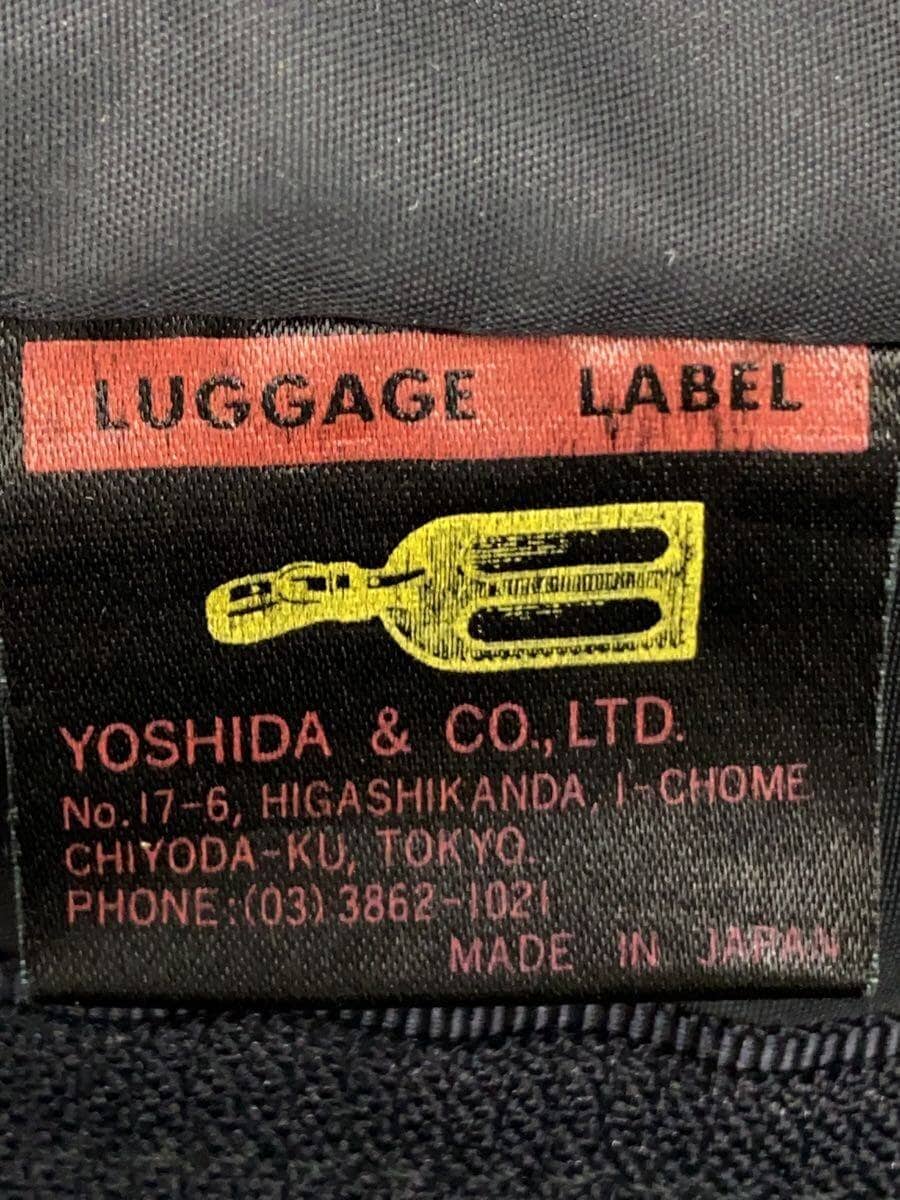 LUGGAGE LABEL
YOSHIDA & CO., LTD.
No. 17-6, HIGASHIKANDA, 1-CHOME
CHIYODA-KU, TOKYO.
PHONE:(03) 3862-1021
MADE IN JAPAN